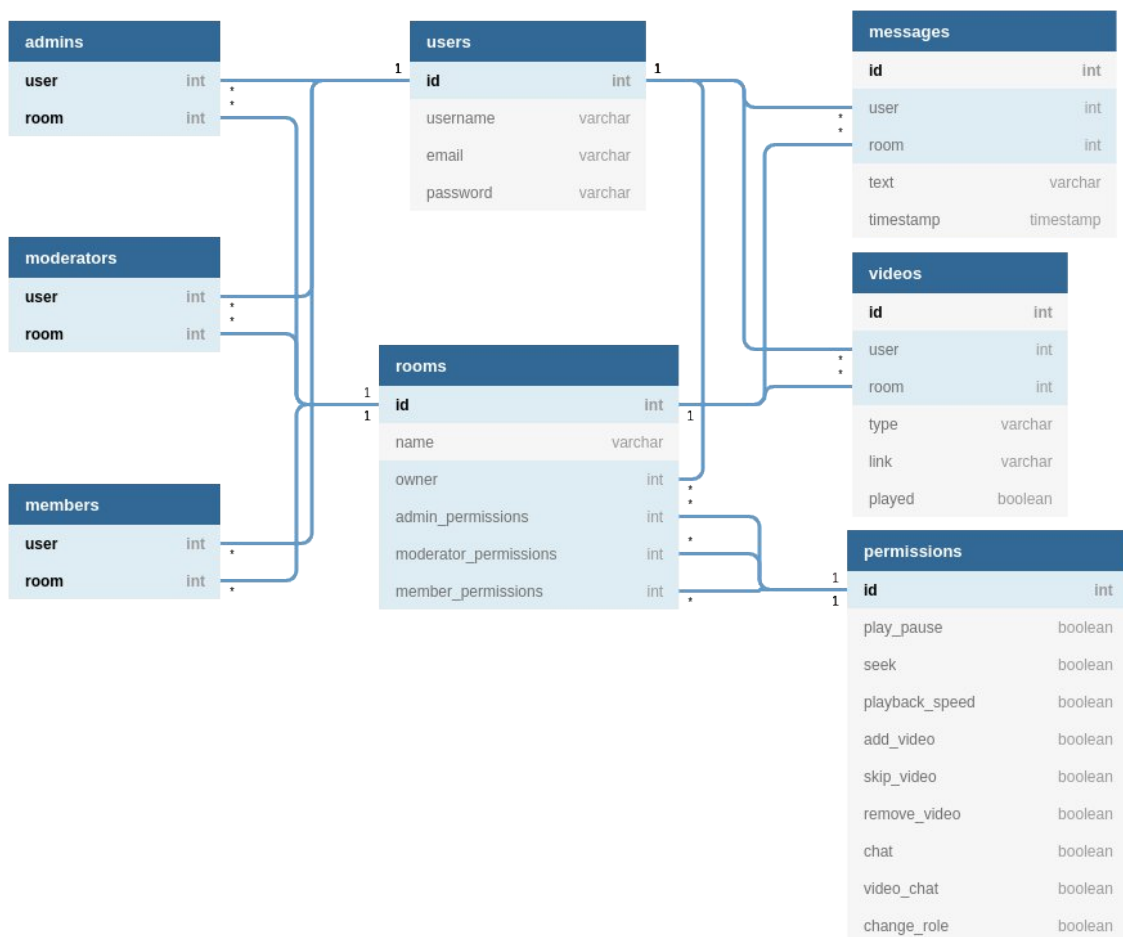 admins
user int
room int
moderators
user int
room int
members
user int
room int
users
id int
username varchar
email varchar
password varchar
rooms
id int
name varchar
owner int
admin_permissions int
moderator_permissions int
member_permissions int
messages
id int
user int
room int
text varchar
timestamp timestamp
videos
id int
user int
room int
type varchar
link varchar
played boolean
permissions
id int
play_pause boolean
seek boolean
playback_speed boolean
add_video boolean
skip_video boolean
remove_video boolean
chat boolean
video_chat boolean
change_role boolean
*
*
*
*
*
*
1
1
1
1
1
*
*
*
*
*
*
*
*
1
1